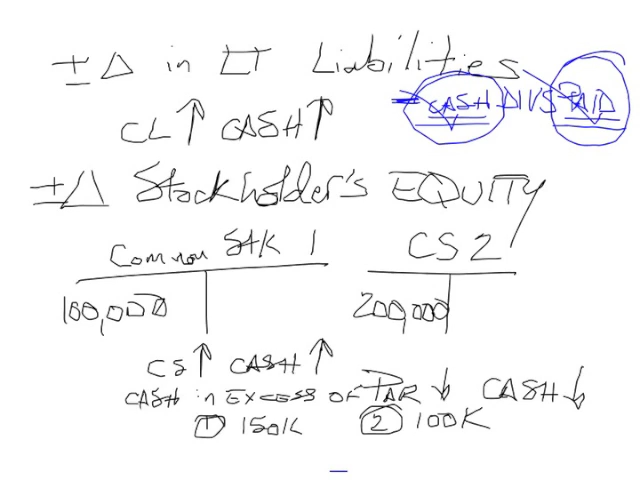 ± Δ in LT Liabilities
- CASH DIVS PAID
CL ↑ CASH ↑
± Δ Stockholder's EQUITY
Common Stk 1 CS 2
100,000 200,000
CS ↑ CASH ↑
CASH in EXCESS OF PAR ↓ CASH ↓
① 150K ② 100K